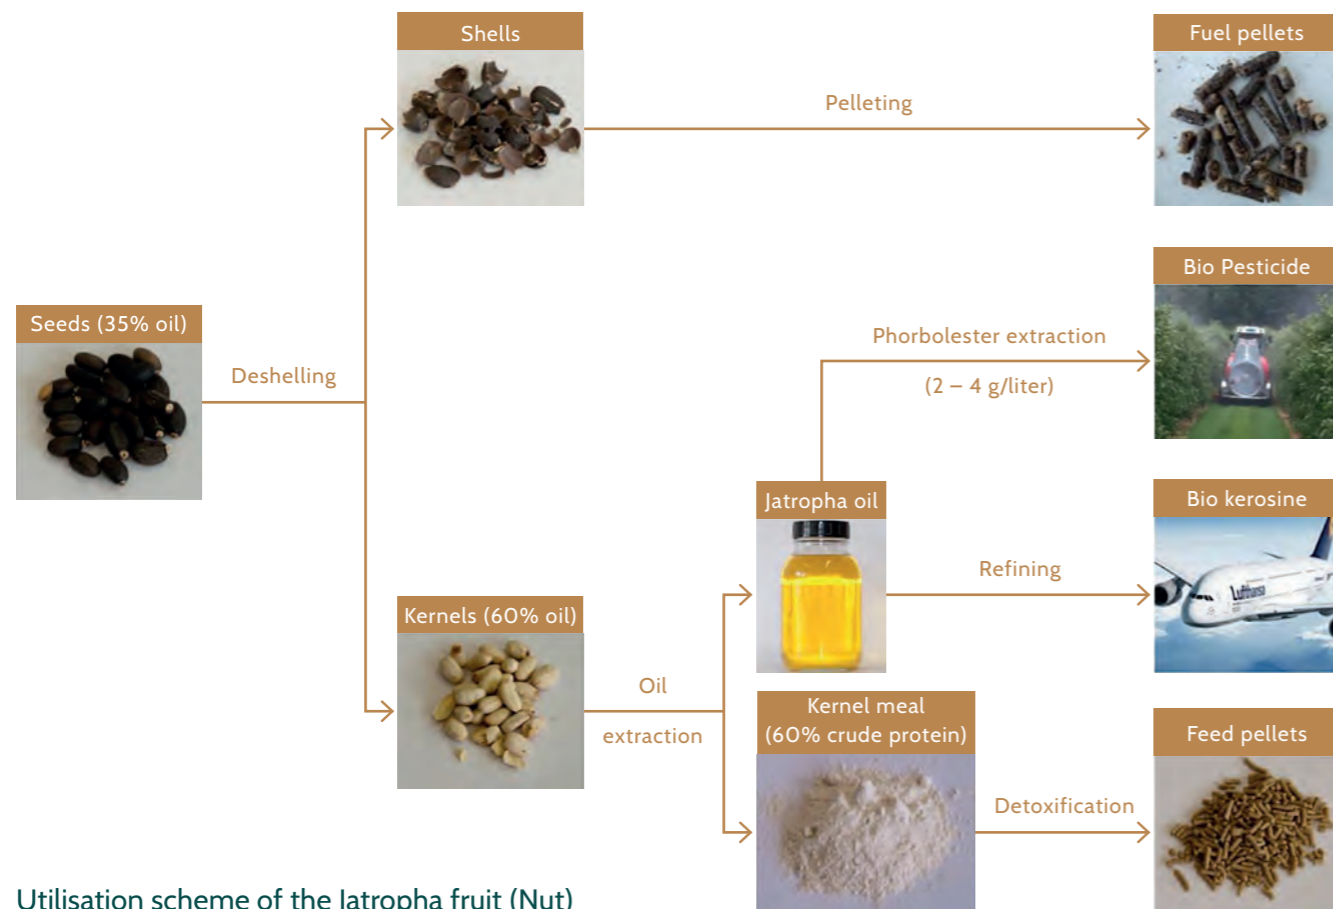 Shells
Fuel pellets
Pelleting
Bio Pesticide
Seeds (35% oil)
Phorbolester extraction
Deshelling
(2 – 4 g/liter)
Jatropha oil
Bio kerosine
Refining
Lufthansa
Kernels (60% oil)
Oil
extraction
Kernel meal
(60% crude protein)
Feed pellets
Detoxification
Utilisation scheme of the Jatropha fruit (Nut)